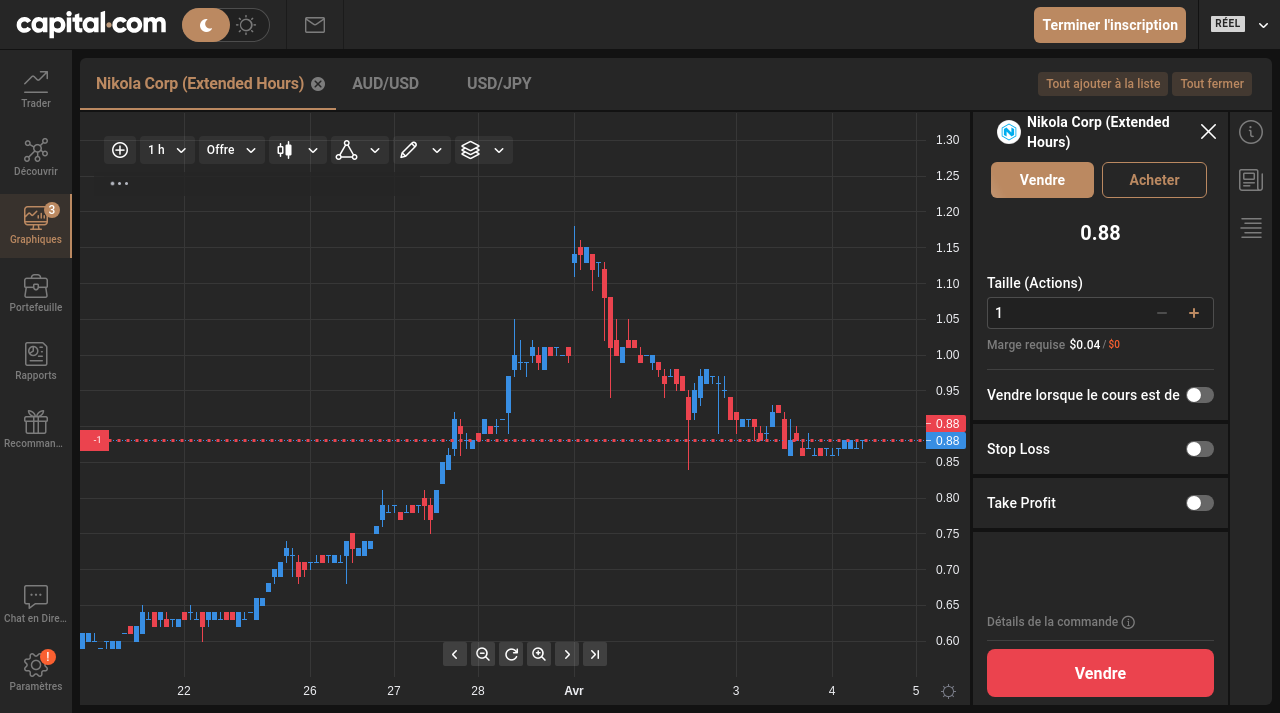 capital.com
Terminer l'inscription
RÉEL
Trader
Découvrir
3
Graphiques
Portefeuille
Rapports
Recomman...
Chat en Dire...
!
Paramètres
Nikola Corp (Extended Hours)
AUD/USD
USD/JPY
Tout ajouter à la liste
Tout fermer
1 h
Offre
-1
1.30
1.25
1.20
1.15
1.10
1.05
1.00
0.95
0.88
0.88
0.85
0.80
0.75
0.70
0.65
0.60
22
26
27
28
Avr
3
4
5
Nikola Corp (Extended
Hours)
Vendre
Acheter
0.88
Taille (Actions)
1
Marge requise $0.04 / $0
Vendre lorsque le cours est de
Stop Loss
Take Profit
Détails de la commande
Vendre